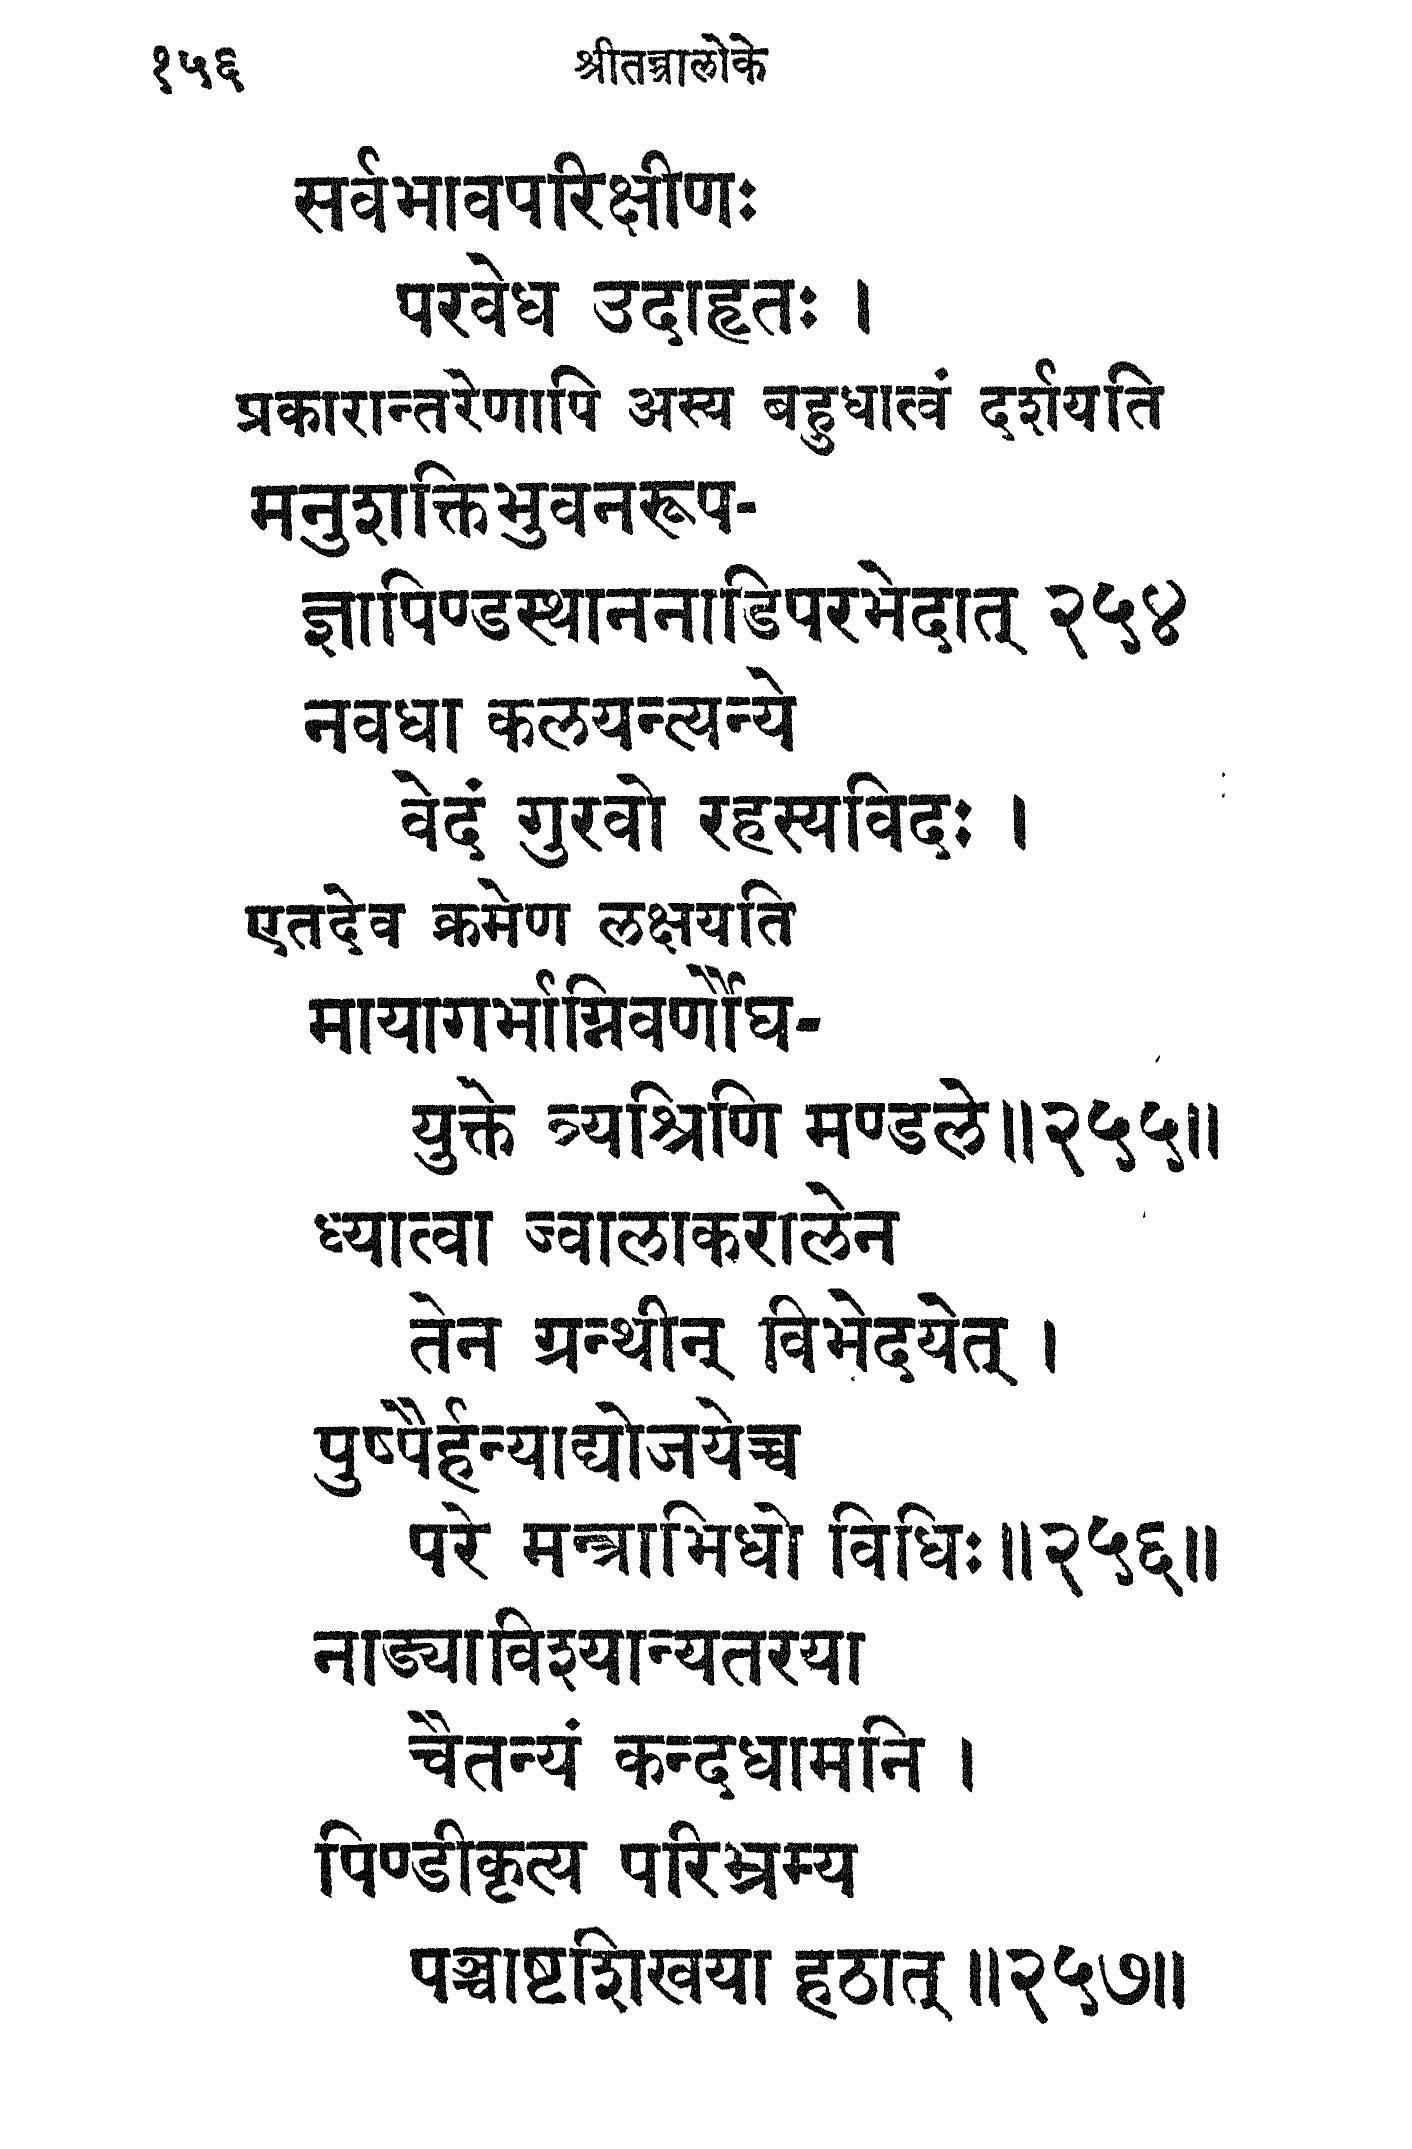 १५६ श्रीतन्त्रालोके
सर्वभावपरिक्षीणः
परवेध उदाहृतः ।
प्रकारान्तरेणापि अस्य बहुधात्वं दर्शयति
मनुशक्तिभुवनरूप-
ज्ञापिण्डस्थाननाडिपरभेदात् २५४
नवधा कलयन्त्यन्ये
वेदं गुरवो रहस्यविदः ।
एतदेव क्रमेण लक्षयति
मायागर्भाग्निवर्णौघ-
युक्ते त्र्यश्रिणि मण्डले॥२५५॥
ध्यात्वा ज्वालाकरालेन
तेन ग्रन्थीन् विभेदयेत् ।
पुष्पैर्हन्याद्योजयेच्च
परे मन्त्राभिधो विधिः॥२५६॥
नाड्याविश्यान्यतरया
चैतन्यं कन्दधामनि ।
पिण्डीकृत्य परिभ्रम्य
पञ्चाष्टशिखया हठात्॥२५७॥